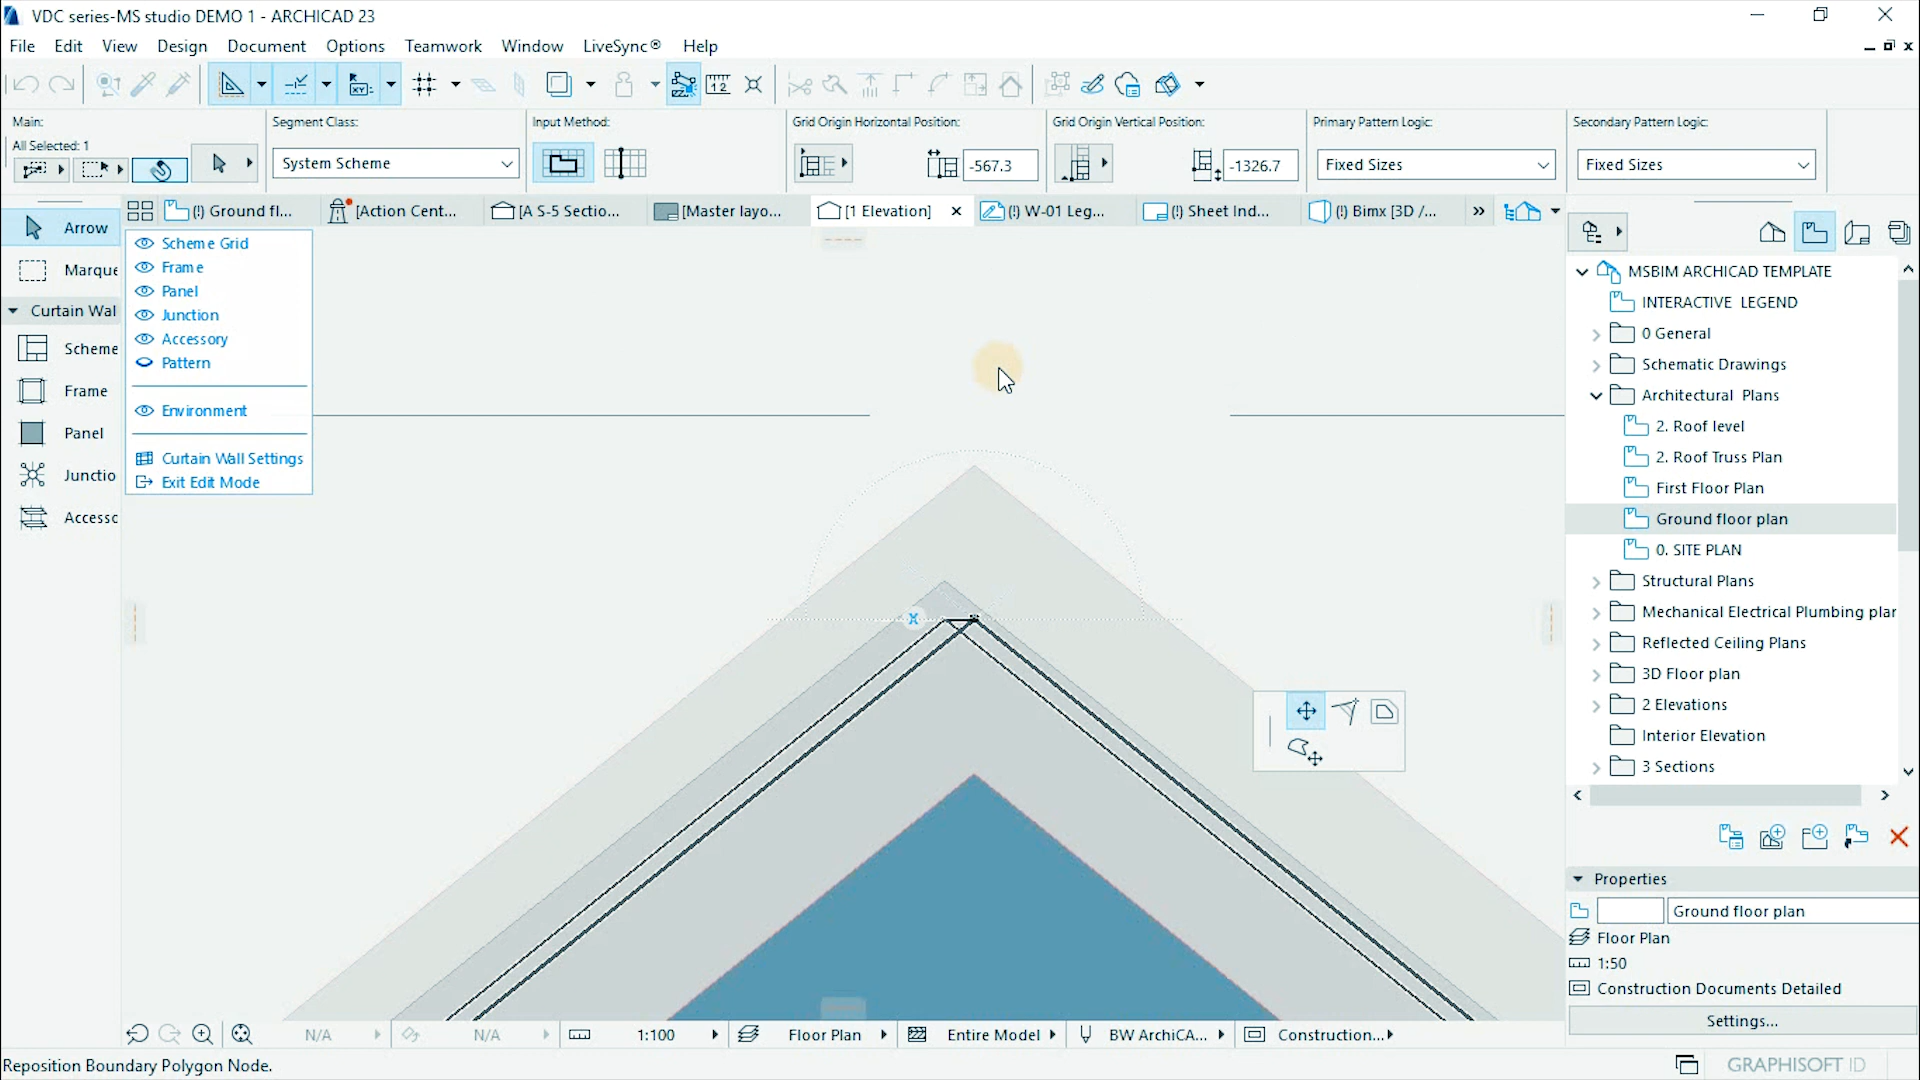 VDC series-MS studio DEMO 1 - ARCHICAD 23
File Edit View Design Document Options Teamwork Window LiveSync® Help
Main: Segment Class: Input Method: Grid Origin Horizontal Position: Grid Origin Vertical Position: Primary Pattern Logic: Secondary Pattern Logic:
All Selected: 1
System Scheme -567.3 -1326.7 Fixed Sizes Fixed Sizes
(!) Ground fl... [Action Cent... [A S-5 Sectio... [Master layo... [1 Elevation] (!) W-01 Leg... (!) Sheet Ind... (!) Bimx [3D /...
Arrow
Marque
Curtain Wal
Scheme
Frame
Panel
Junctio
Accessc
Scheme Grid
Frame
Panel
Junction
Accessory
Pattern
Environment
Curtain Wall Settings
Exit Edit Mode
X
MSBIM ARCHICAD TEMPLATE
INTERACTIVE LEGEND
0 General
Schematic Drawings
Architectural Plans
2. Roof level
2. Roof Truss Plan
First Floor Plan
Ground floor plan
0. SITE PLAN
Structural Plans
Mechanical Electrical Plumbing plar
Reflected Ceiling Plans
3D Floor plan
2 Elevations
Interior Elevation
3 Sections
Properties
Ground floor plan
Floor Plan
1:50
Construction Documents Detailed
Settings...
N/A N/A 1:100 Floor Plan Entire Model BW ArchiCA... Construction...
Reposition Boundary Polygon Node.
GRAPHISOFT ID